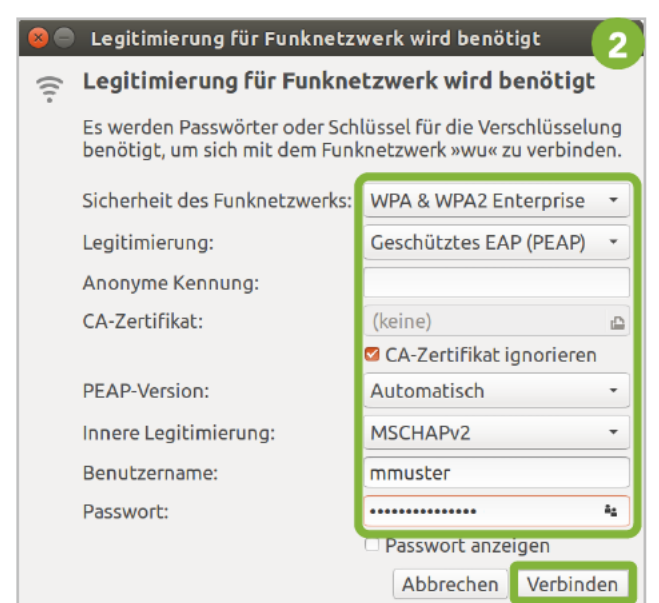 Legitimierung für Funknetzwerk wird benötigt
2
Legitimierung für Funknetzwerk wird benötigt
Es werden Passwörter oder Schlüssel für die Verschlüsselung
benötigt, um sich mit dem Funknetzwerk »wu« zu verbinden.
Sicherheit des Funknetzwerks: WPA & WPA2 Enterprise
Legitimierung: Geschütztes EAP (PEAP)
Anonyme Kennung:
CA-Zertifikat: (keine)
CA-Zertifikat ignorieren
PEAP-Version: Automatisch
Innere Legitimierung: MSCHAPv2
Benutzername: mmuster
Passwort: •••••••••••••••
Passwort anzeigen
Abbrechen Verbinden